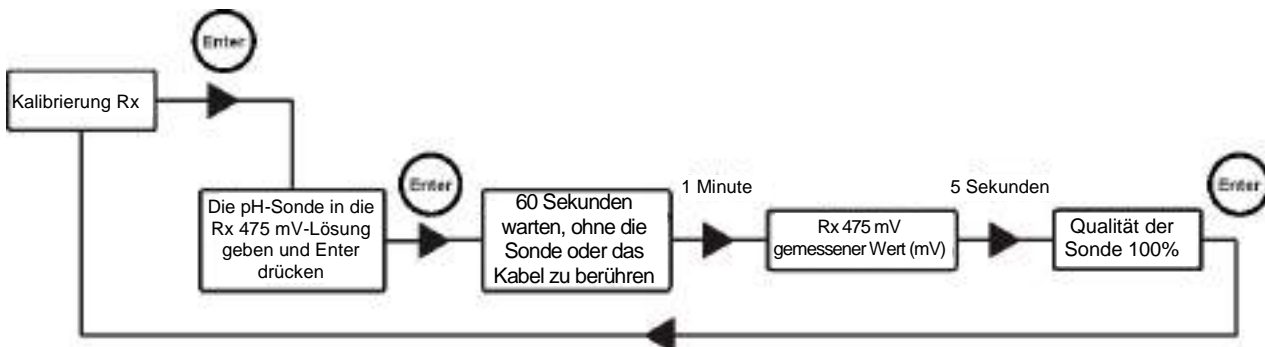 Enter
Kalibrierung Rx
Die pH-Sonde in die
Rx 475 mV-Lösung
geben und Enter
drücken
Enter
60 Sekunden
warten, ohne die
Sonde oder das
Kabel zu berühren
1 Minute
Rx 475 mV
gemessener Wert (mV)
5 Sekunden
Qualität der
Sonde 100%
Enter